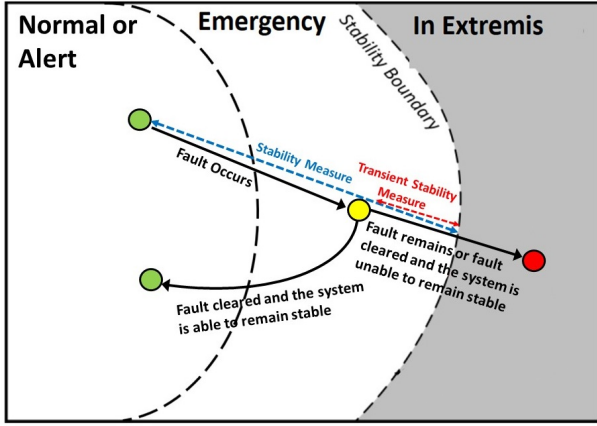 Normal or
Alert
Emergency
In Extremis
Stability Boundary
Stability Measure
Fault Occurs
Transient Stability
Measure
Fault remains or fault
cleared and the system is
unable to remain stable
Fault cleared and the system
is able to remain stable